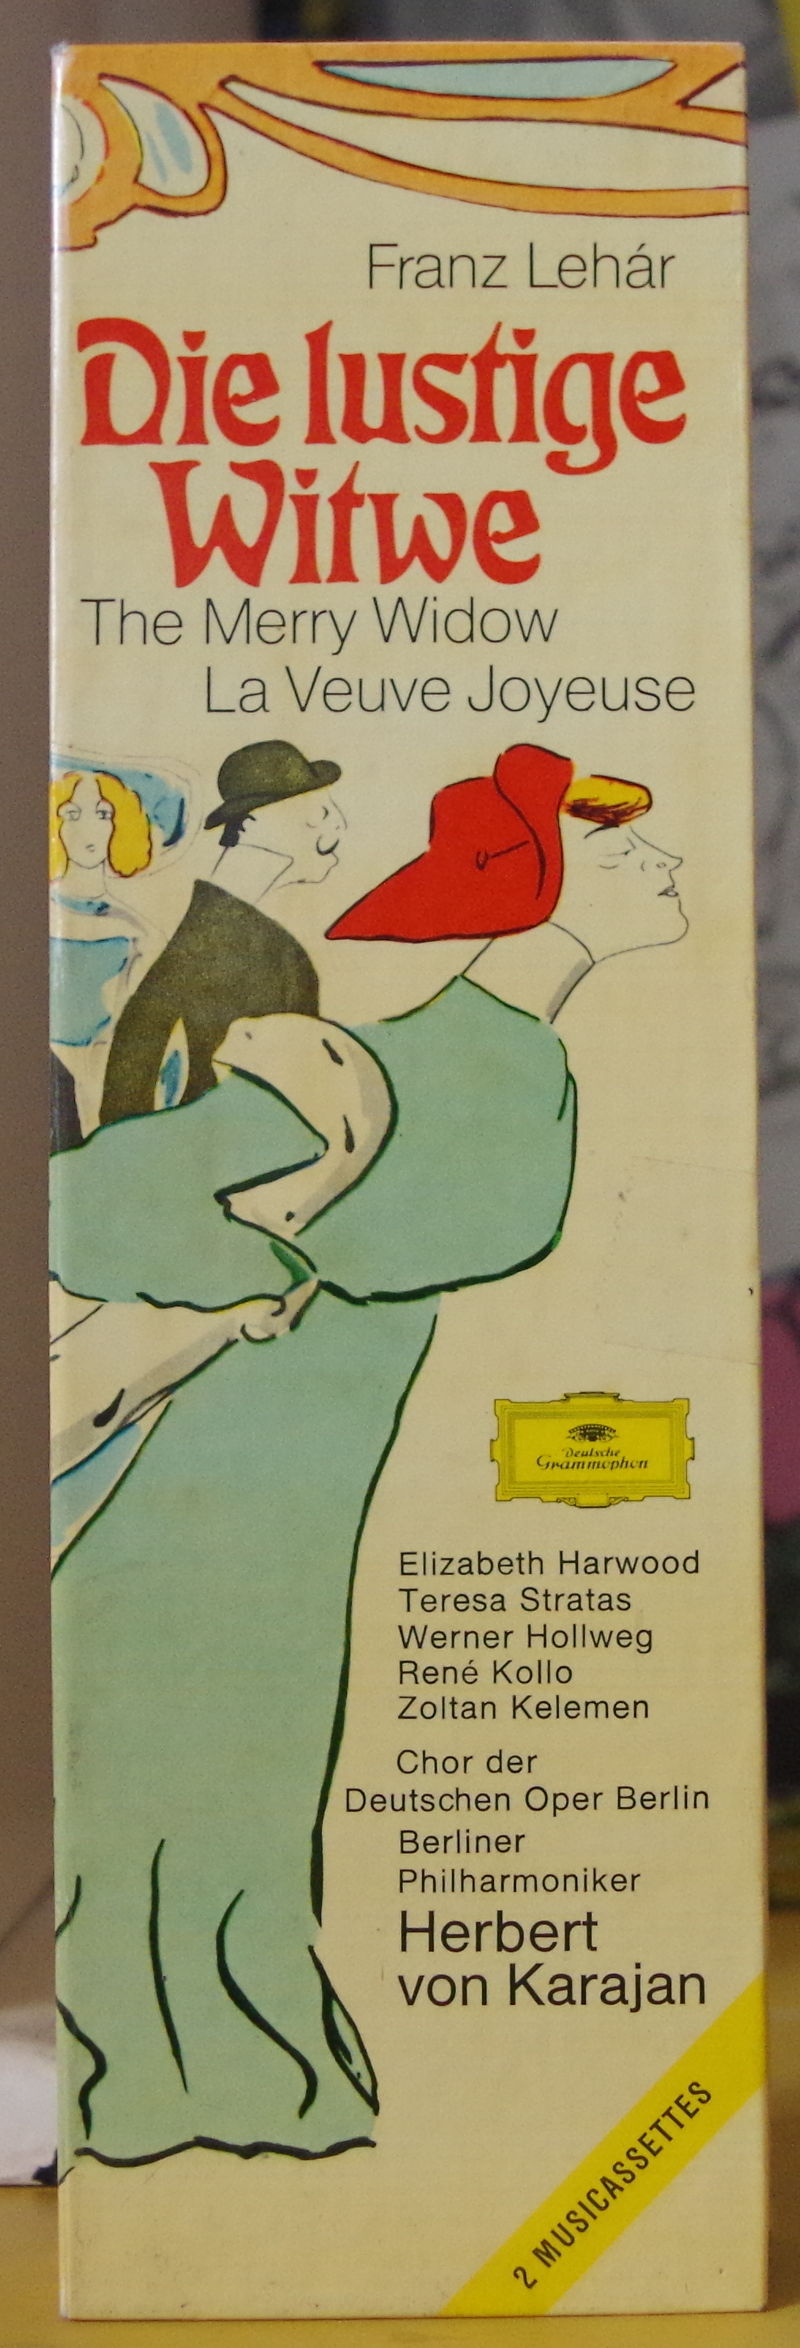 Franz Lehár
Die lustige
Witwe
The Merry Widow
La Veuve Joyeuse
Deutsche
Grammophon
Elizabeth Harwood
Teresa Stratas
Werner Hollweg
René Kollo
Zoltan Kelemen
Chor der
Deutschen Oper Berlin
Berliner
Philharmoniker
Herbert
von Karajan
2 MUSICASSETTES